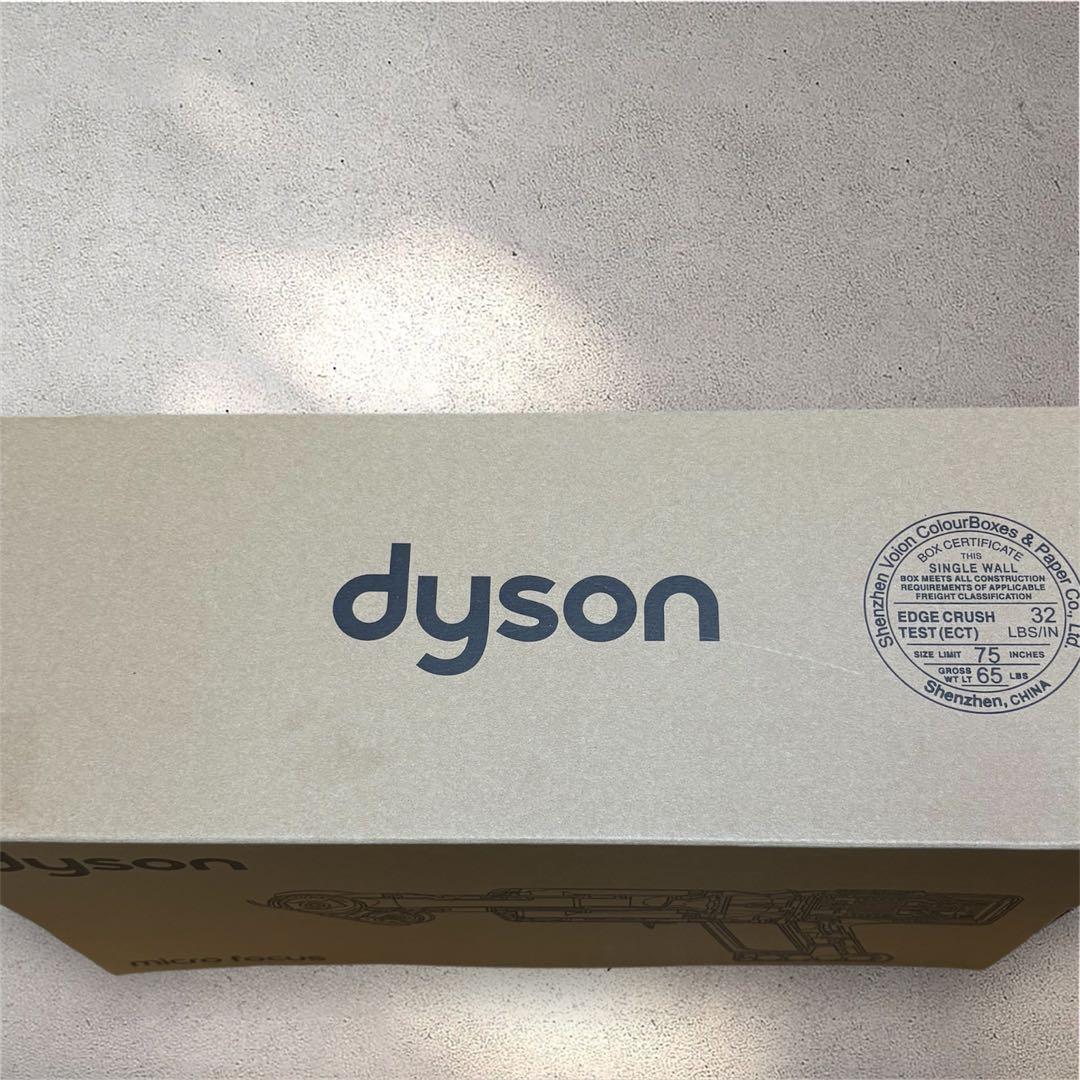 dyson
Shenzhen Voion ColourBoxes & Paper Co., Ltd.
BOX CERTIFICATE
THIS
SINGLE WALL
BOX MEETS ALL CONSTRUCTION
REQUIREMENTS OF APPLICABLE
FREIGHT CLASSIFICATION
EDGE CRUSH 32
TEST (ECT) LBS/IN
SIZE LIMIT 75 INCHES
GROSS
WT LT 65 LBS
Shenzhen, CHINA
dyson
micro focus